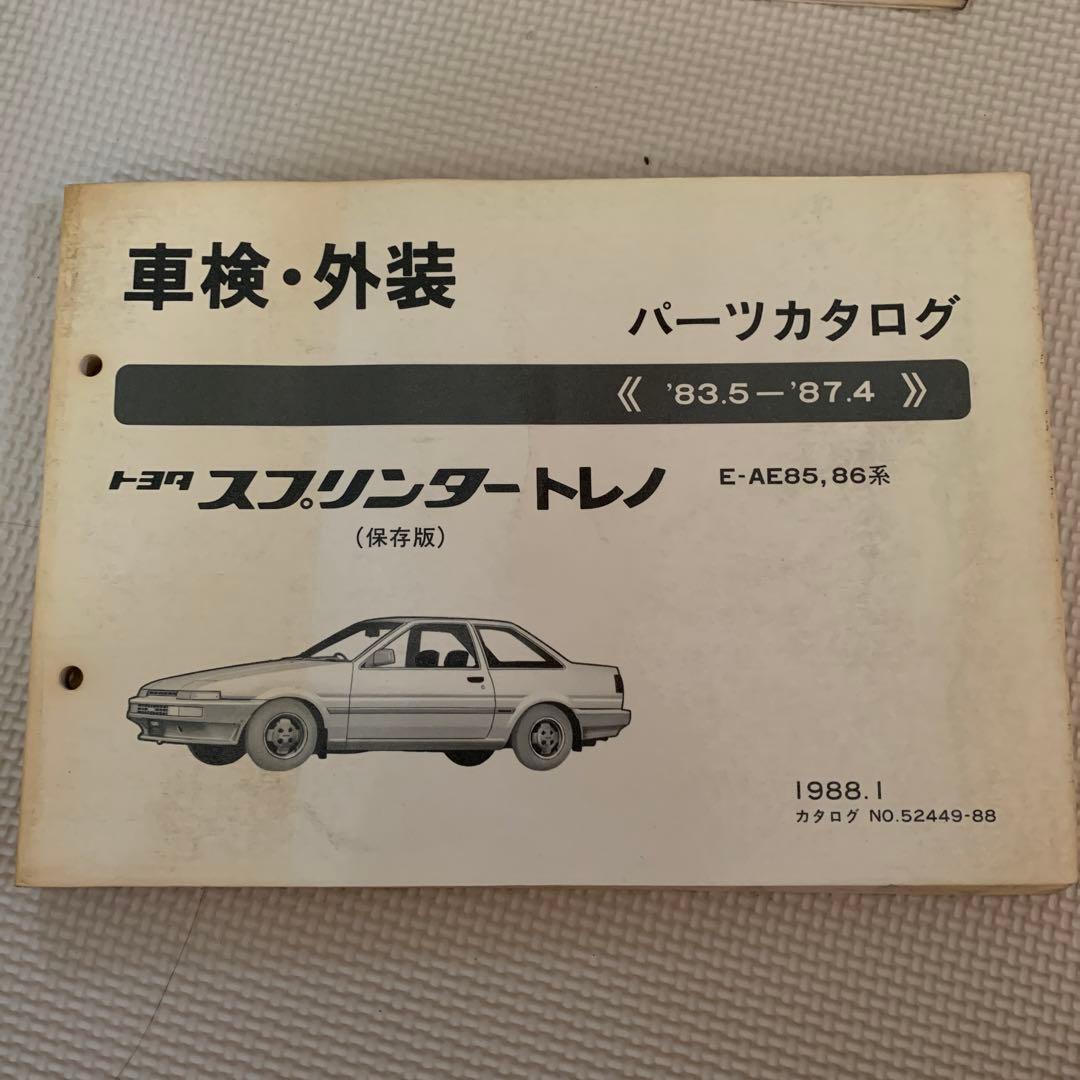 車検・外装
パーツカタログ
《 '83.5－'87.4 》
トヨタ スプリンタートレノ E-AE85, 86系
(保存版)
1988.1
カタログ NO.52449-88